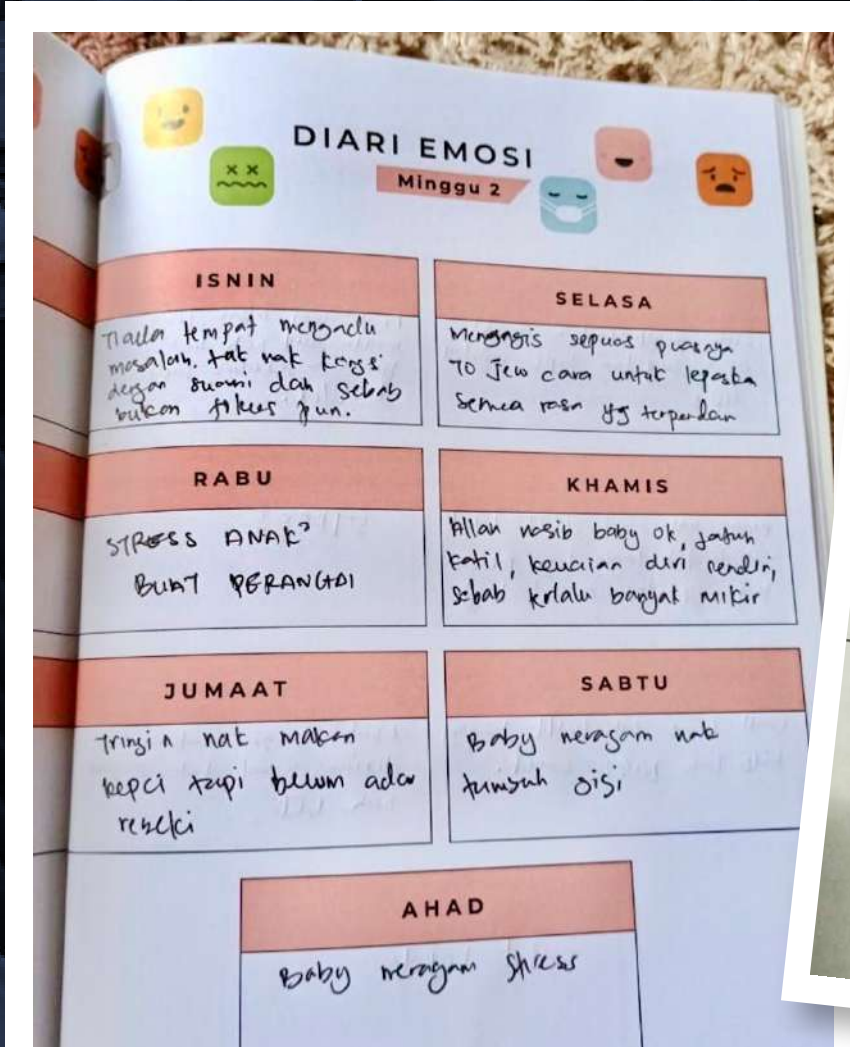 DIARI EMOSI
Minggu 2
ISNIN
Tiada tempat mengadu
masalah. tak nak kongsi
dengan suami dah sebab
bukan fokus pun.
SELASA
Menangis sepuas puasnya
to jew cara untuk lepaska
semua rasa yg terpendam
RABU
STRESS ANAK²
BUAT PERANGAI
KHAMIS
Allah nasib baby ok, jatuh
katil, kecuaian diri sendiri,
sebab terlalu banyak mikir
JUMAAT
Tringin nak makan
kepci tapi belum ada
rezeki
SABTU
Baby meragam nak
tumbuh gigi
AHAD
Baby meragam stress